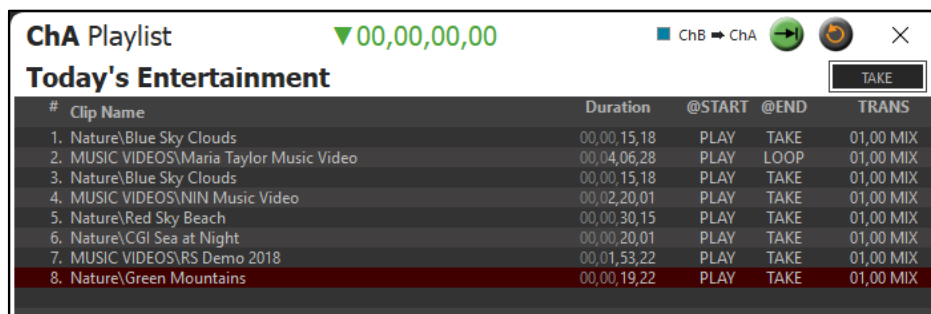 ChA Playlist ▼00,00,00,00 ChB ➡ ChA
Today's Entertainment TAKE
# Clip Name Duration @START @END TRANS
1. Nature\Blue Sky Clouds 00,00,15,18 PLAY TAKE 01,00 MIX
2. MUSIC VIDEOS\Maria Taylor Music Video 00,04,06,28 PLAY LOOP 01,00 MIX
3. Nature\Blue Sky Clouds 00,00,15,18 PLAY TAKE 01,00 MIX
4. MUSIC VIDEOS\NIN Music Video 00,02,20,01 PLAY TAKE 01,00 MIX
5. Nature\Red Sky Beach 00,00,30,15 PLAY TAKE 01,00 MIX
6. Nature\CGI Sea at Night 00,00,20,01 PLAY TAKE 01,00 MIX
7. MUSIC VIDEOS\RS Demo 2018 00,01,53,22 PLAY TAKE 01,00 MIX
8. Nature\Green Mountains 00,00,19,22 PLAY TAKE 01,00 MIX